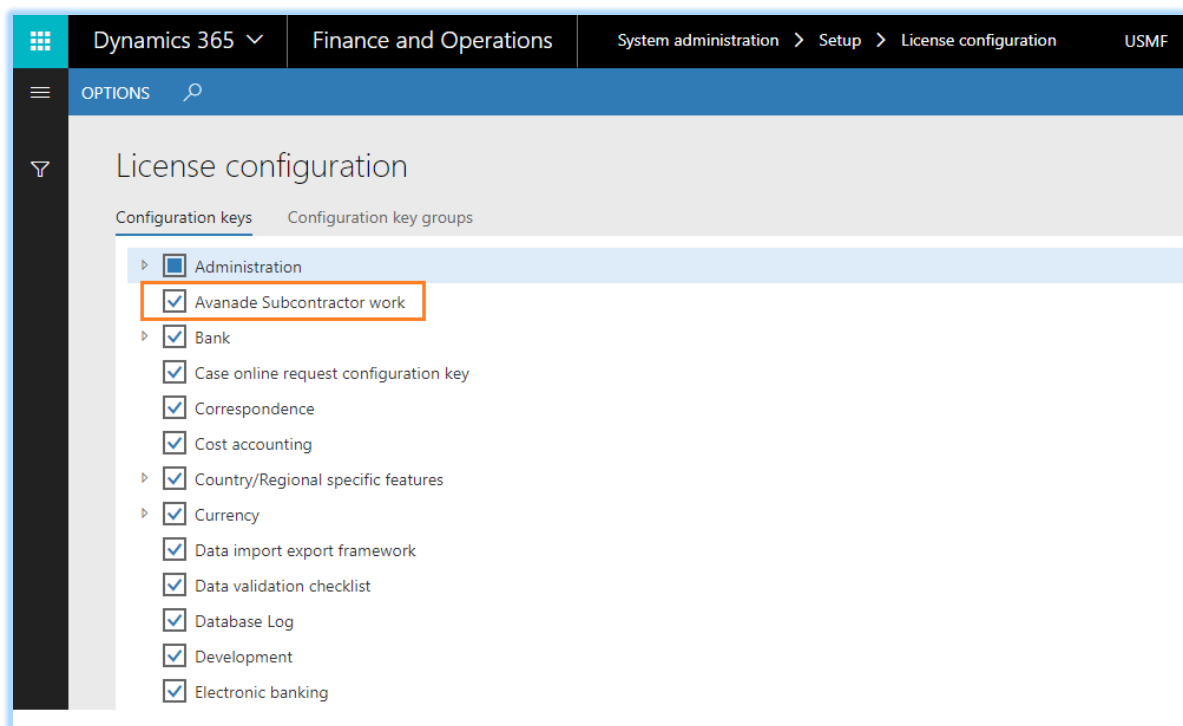 Dynamics 365 Finance and Operations System administration > Setup > License configuration USMF
OPTIONS
License configuration
Configuration keys Configuration key groups
Administration
Avanade Subcontractor work
Bank
Case online request configuration key
Correspondence
Cost accounting
Country/Regional specific features
Currency
Data import export framework
Data validation checklist
Database Log
Development
Electronic banking